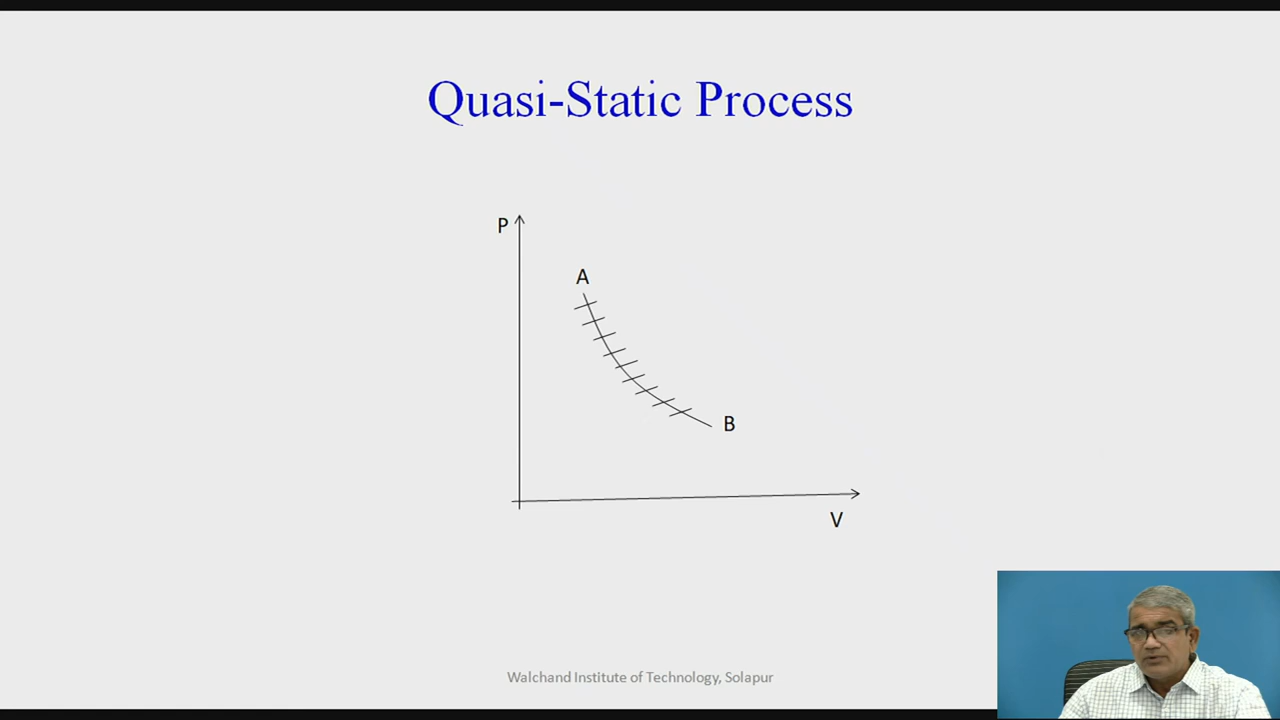 Quasi-Static Process
P
A
B
V
Walchand Institute of Technology, Solapur